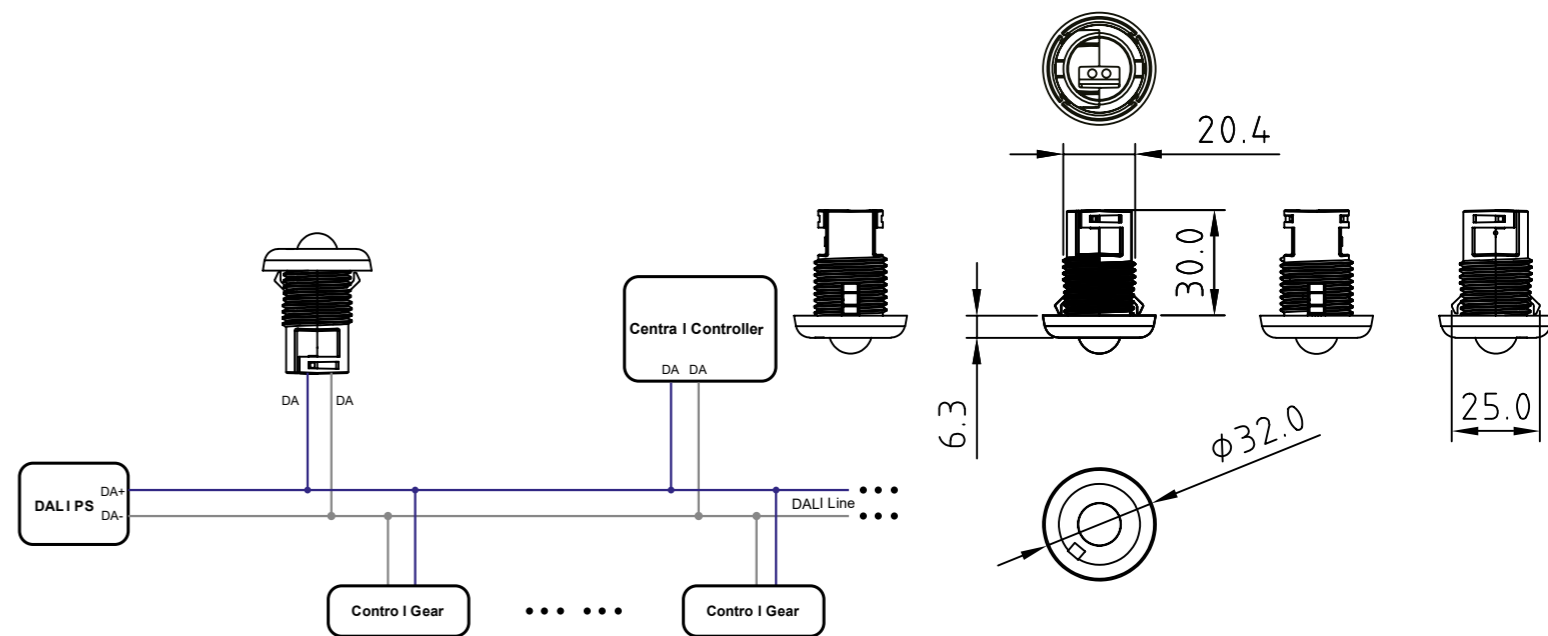 20.4
30.0
6.3
25.0
ϕ32.0
Centra l Controller
DA DA
DA DA
DA+
DALI PS
DA-
DALI Line
Contro l Gear
Contro l Gear